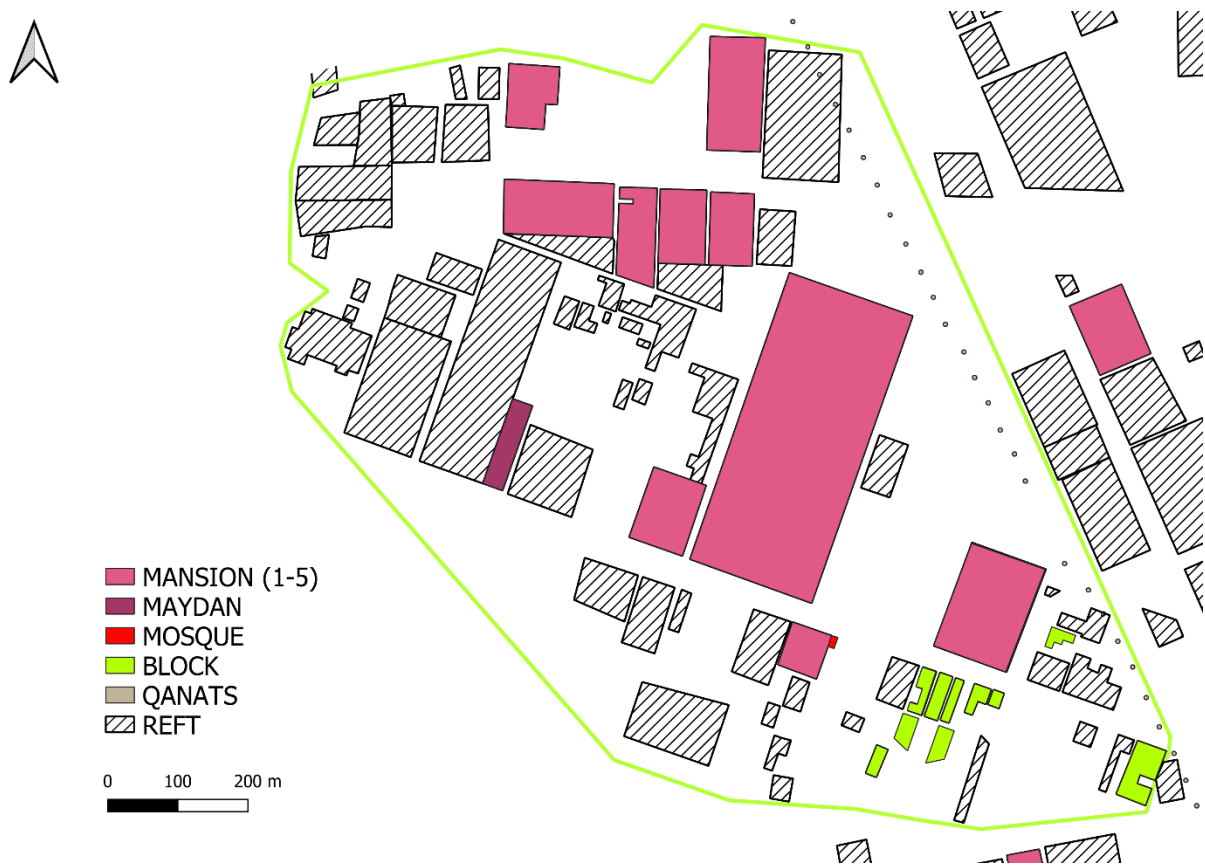 MANSION (1-5)
MAYDAN
MOSQUE
BLOCK
QANATS
REFT
0 100 200 m